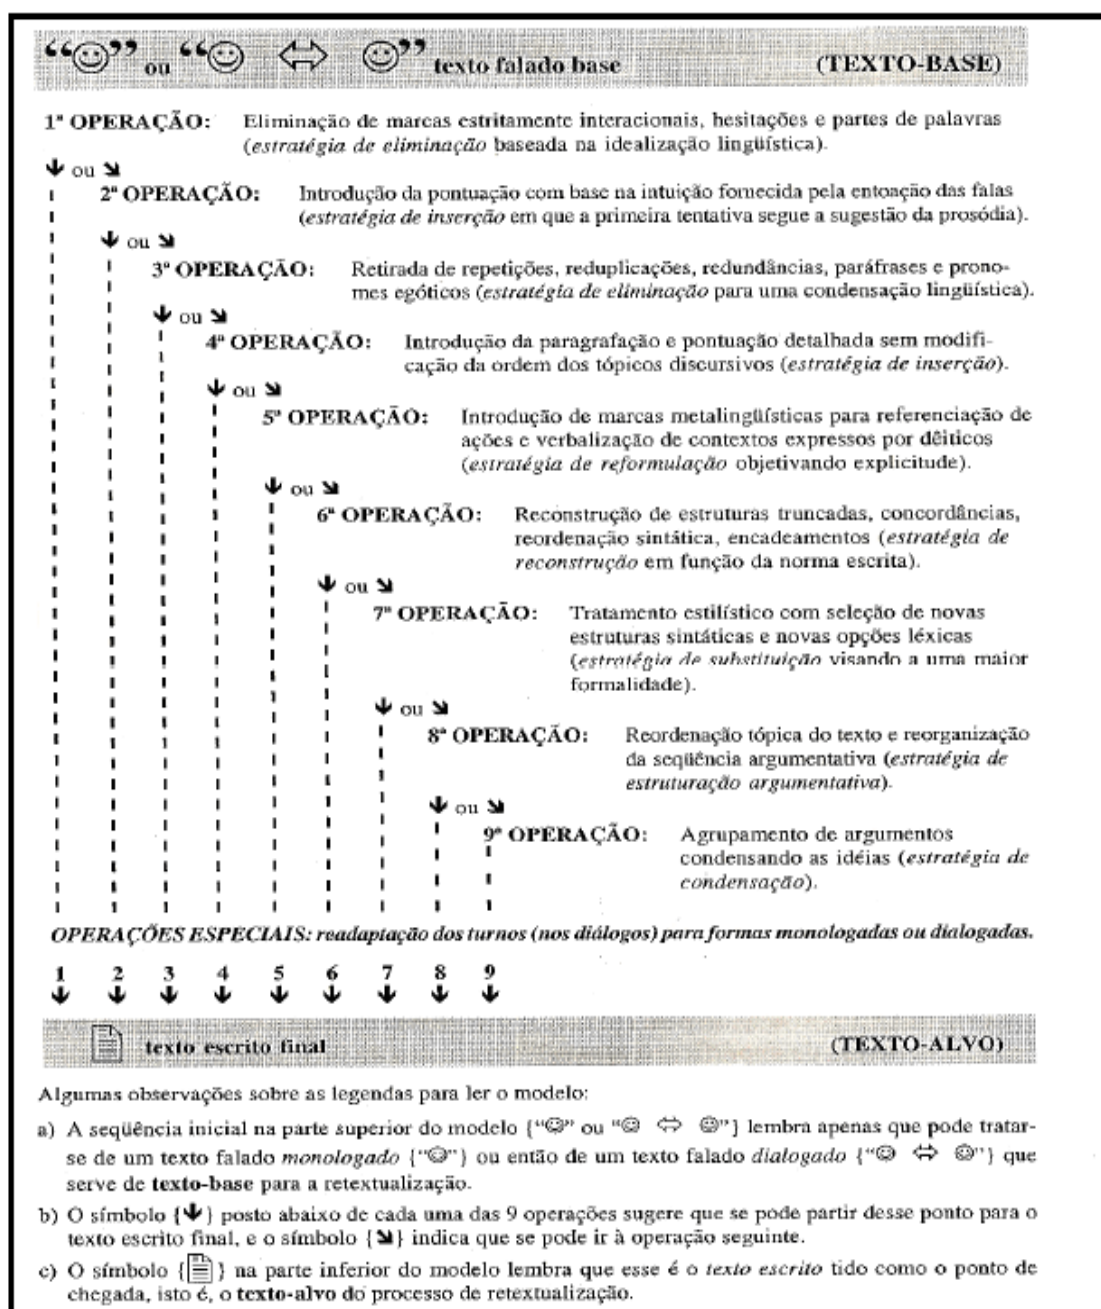 “☺” ou “☺ ⇔ ☺” texto falado base (TEXTO-BASE)
1ª OPERAÇÃO: Eliminação de marcas estritamente interacionais, hesitações e partes de palavras
(estratégia de eliminação baseada na idealização lingüística).
🡻 ou 🡾
2ª OPERAÇÃO: Introdução da pontuação com base na intuição fornecida pela entoação das falas
(estratégia de inserção em que a primeira tentativa segue a sugestão da prosódia).
🡻 ou 🡾
3ª OPERAÇÃO: Retirada de repetições, reduplicações, redundâncias, paráfrases e prono-
mes egóticos (estratégia de eliminação para uma condensação lingüística).
🡻 ou 🡾
4ª OPERAÇÃO: Introdução da paragrafação e pontuação detalhada sem modifi-
cação da ordem dos tópicos discursivos (estratégia de inserção).
🡻 ou 🡾
5ª OPERAÇÃO: Introdução de marcas metalingüísticas para referenciação de
ações e verbalização de contextos expressos por dêiticos
(estratégia de reformulação objetivando explicitude).
🡻 ou 🡾
6ª OPERAÇÃO: Reconstrução de estruturas truncadas, concordâncias,
reordenação sintática, encadeamentos (estratégia de
reconstrução em função da norma escrita).
🡻 ou 🡾
7ª OPERAÇÃO: Tratamento estilístico com seleção de novas
estruturas sintáticas e novas opções léxicas
(estratégia de substituição visando a uma maior
formalidade).
🡻 ou 🡾
8ª OPERAÇÃO: Reordenação tópica do texto e reorganização
da seqüência argumentativa (estratégia de
estruturação argumentativa).
🡻 ou 🡾
9ª OPERAÇÃO: Agrupamento de argumentos
condensando as idéias (estratégia de
condensação).
OPERAÇÕES ESPECIAIS: readaptação dos turnos (nos diálogos) para formas monologadas ou dialogadas.
1 2 3 4 5 6 7 8 9
texto escrito final (TEXTO-ALVO)
Algumas observações sobre as legendas para ler o modelo:
a) A seqüência inicial na parte superior do modelo {“☺” ou “☺ ⇔ ☺”} lembra apenas que pode tratar-
se de um texto falado monologado {“☺”} ou então de um texto falado dialogado {“☺ ⇔ ☺”} que
serve de texto-base para a retextualização.
b) O símbolo {🡻} posto abaixo de cada uma das 9 operações sugere que se pode partir desse ponto para o
texto escrito final, e o símbolo {🡾} indica que se pode ir à operação seguinte.
c) O símbolo {📄} na parte inferior do modelo lembra que esse é o texto escrito tido como o ponto de
chegada, isto é, o texto-alvo do processo de retextualização.